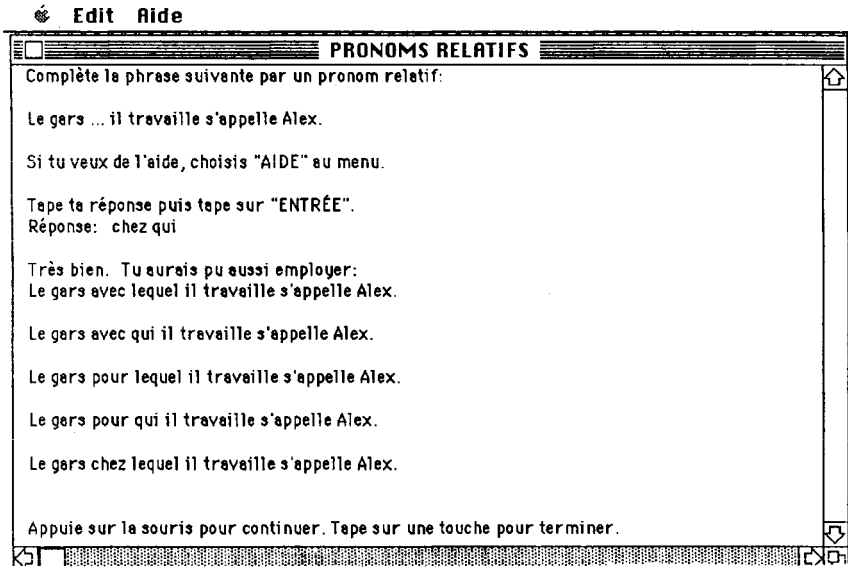 Edit Aide
PRONOMS RELATIFS
Complète la phrase suivante par un pronom relatif:
Le gars ... il travaille s'appelle Alex.
Si tu veux de l'aide, choisis "AIDE" au menu.
Tape ta réponse puis tape sur "ENTRÉE".
Réponse: chez qui
Très bien. Tu aurais pu aussi employer:
Le gars avec lequel il travaille s'appelle Alex.
Le gars avec qui il travaille s'appelle Alex.
Le gars pour lequel il travaille s'appelle Alex.
Le gars pour qui il travaille s'appelle Alex.
Le gars chez lequel il travaille s'appelle Alex.
Appuie sur la souris pour continuer. Tape sur une touche pour terminer.